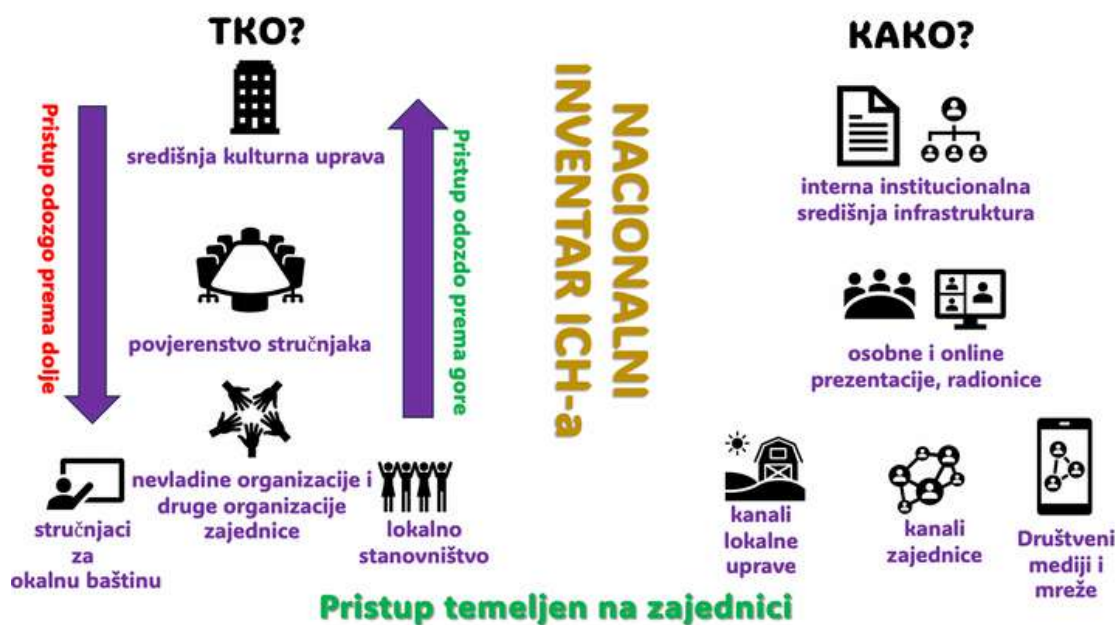 TKO?
središnja kulturna uprava
Pristup odozgo prema dolje
Pristup odozdo prema gore
povjerenstvo stručnjaka
nevladine organizacije i
druge organizacije
zajednice
stručnjaci
za
okalnu baštinu
lokalno
stanovništvo
NACIONALNI
INVENTAR ICH-a
KAKO?
interna institucionalna
središnja infrastruktura
osobne i online
prezentacije, radionice
kanali
lokalne
uprave
kanali
zajednice
Društveni
mediji i
mreže
Pristup temeljen na zajednici